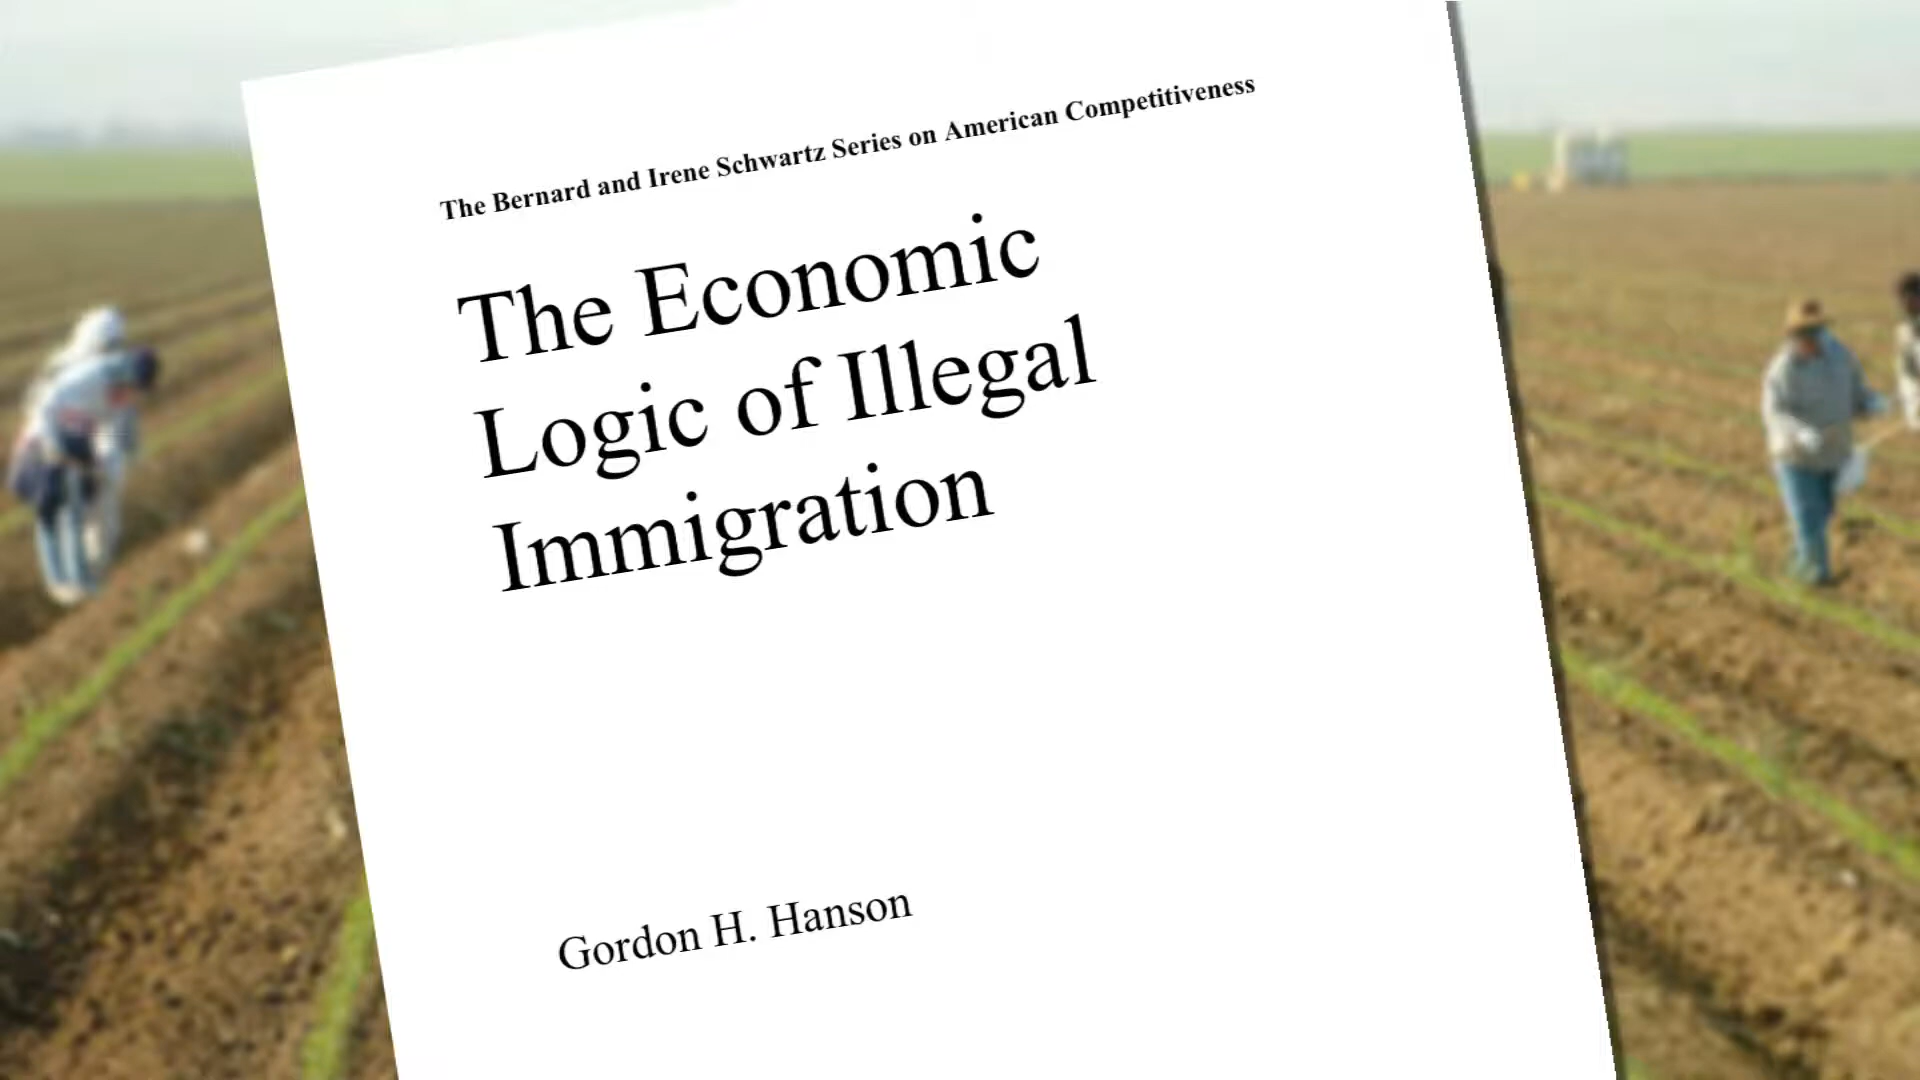 The Bernard and Irene Schwartz Series on American Competitiveness
The Economic
Logic of Illegal
Immigration
Gordon H. Hanson